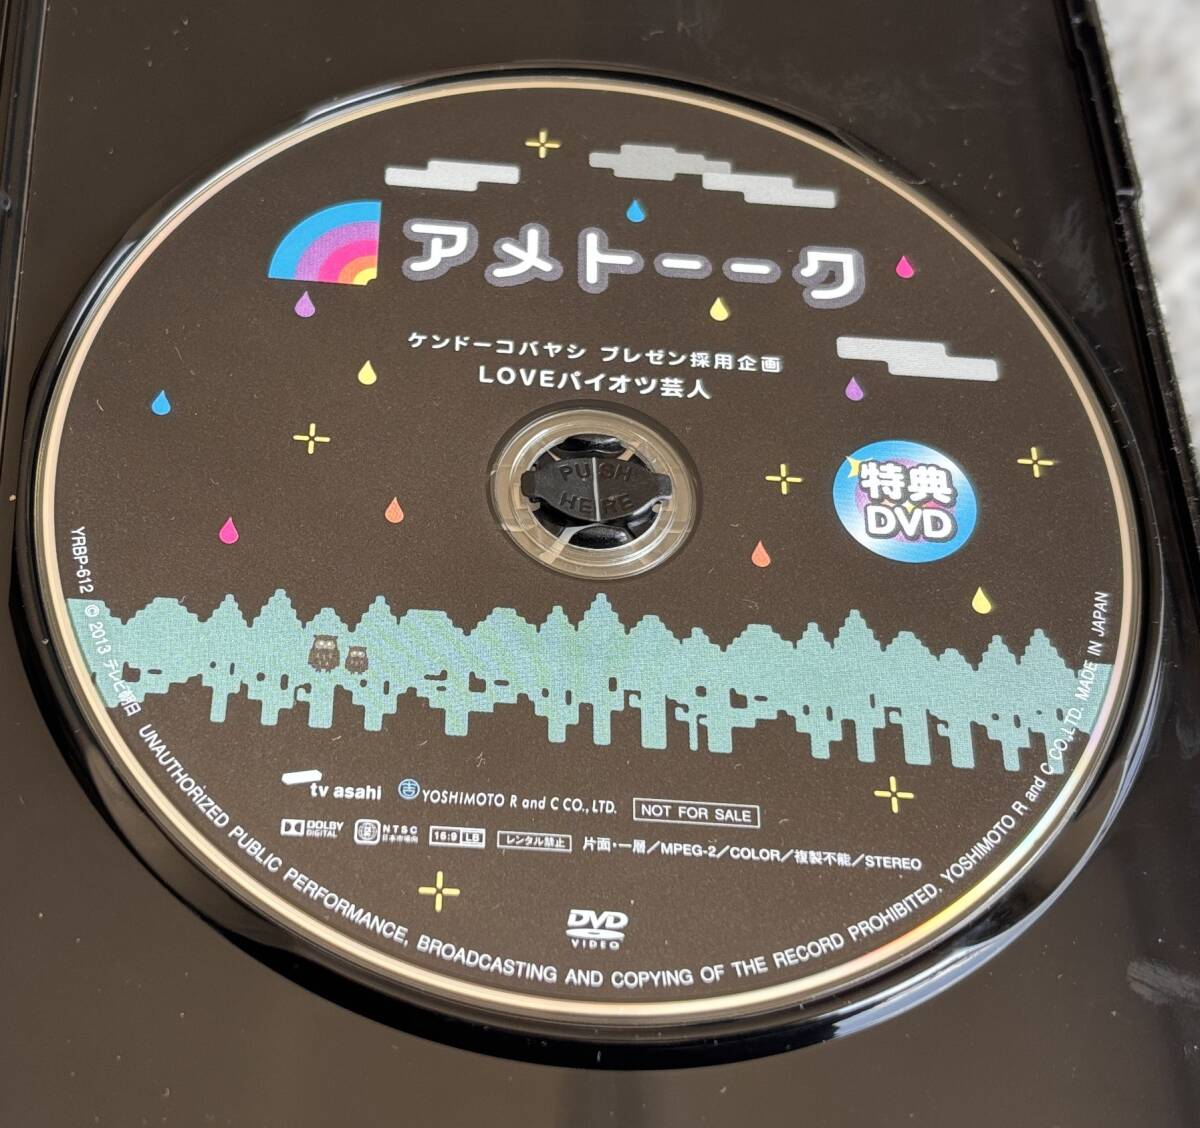 アメトーーク
ケンドーコバヤシ プレゼン採用企画
LOVEパイオツ芸人
PUSH
HERE
特典
DVD
YRBP-612 © 2013 テレビ朝日 UNAUTHORIZED PUBLIC PERFORMANCE, BROADCASTING AND COPYING OF THE RECORD PROHIBITED. YOSHIMOTO R and C CO.,LTD. MADE IN JAPAN
tv asahi 吉 YOSHIMOTO R and C CO., LTD. NOT FOR SALE
DOLBY
DIGITAL
NTSC
日本市場向
16:9 LB レンタル禁止 片面・一層/MPEG-2/COLOR/複製不能/STEREO
DVD
VIDEO